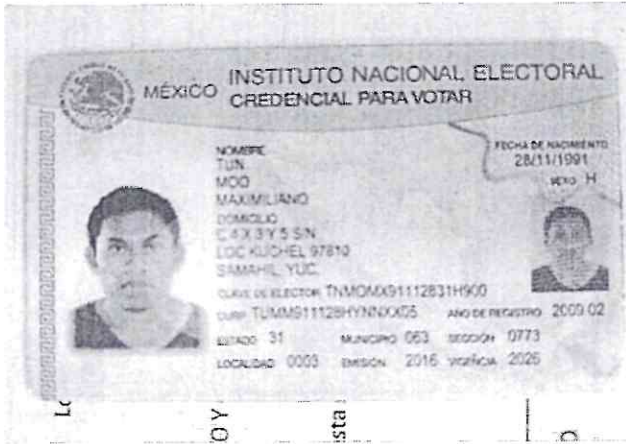 MÉXICO INSTITUTO NACIONAL ELECTORAL
CREDENCIAL PARA VOTAR
NOMBRE
TUN
MOO
MAXIMILIANO
FECHA DE NACIMIENTO
28/11/1991
SEXO H
DOMICILIO
C 4 X 3 Y 5 S/N
LOC KUCHEL 97810
SAMAHIL, YUC.
CLAVE DE ELECTOR TNMOMX91112831H900
CURP TUMM911128HYNNXX05 AÑO DE REGISTRO 2009 02
ESTADO 31 MUNICIPIO 063 SECCIÓN 0773
LOCALIDAD 0003 EMISIÓN 2016 VIGENCIA 2026
O Y
sta